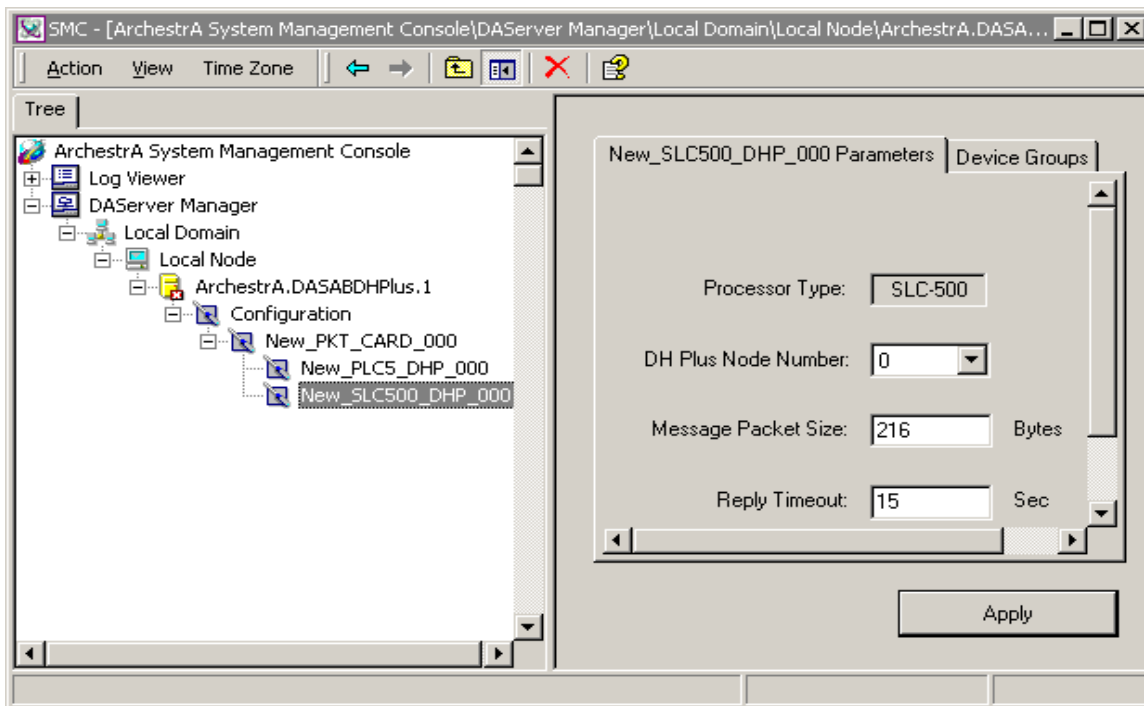 SMC - [ArchestrA System Management Console\DAServer Manager\Local Domain\Local Node\ArchestrA.DASA...
Action View Time Zone
Tree
ArchestrA System Management Console
Log Viewer
DAServer Manager
Local Domain
Local Node
ArchestrA.DASABDHPlus.1
Configuration
New_PKT_CARD_000
New_PLC5_DHP_000
New_SLC500_DHP_000
New_SLC500_DHP_000 Parameters Device Groups
Processor Type: SLC-500
DH Plus Node Number: 0
Message Packet Size: 216 Bytes
Reply Timeout: 15 Sec
Apply